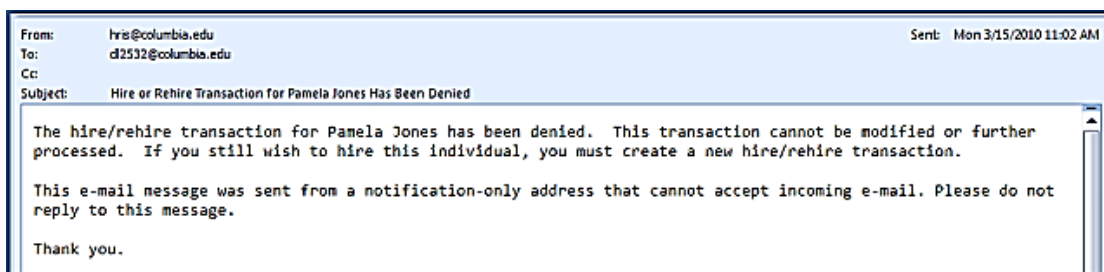 From: hris@columbia.edu Sent: Mon 3/15/2010 11:02 AM
To: dl2532@columbia.edu
Cc:
Subject: Hire or Rehire Transaction for Pamela Jones Has Been Denied
The hire/rehire transaction for Pamela Jones has been denied. This transaction cannot be modified or further
processed. If you still wish to hire this individual, you must create a new hire/rehire transaction.
This e-mail message was sent from a notification-only address that cannot accept incoming e-mail. Please do not
reply to this message.
Thank you.